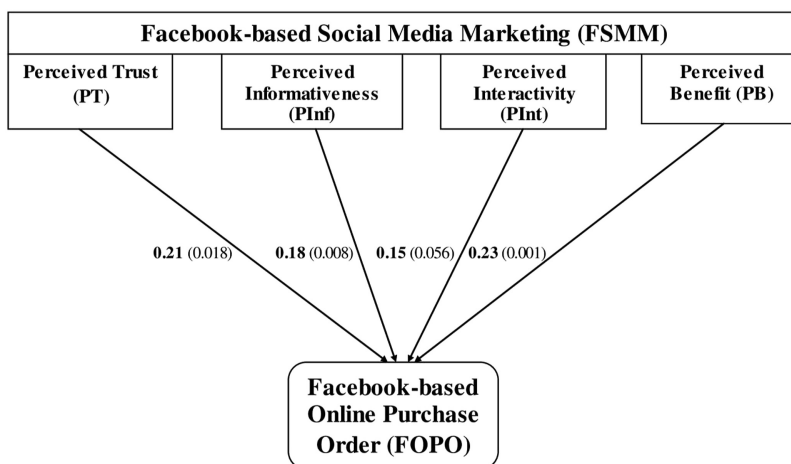 Facebook-based Social Media Marketing (FSMM)
Perceived Trust
(PT)
Perceived
Informativeness
(PInf)
Perceived
Interactivity
(PInt)
Perceived
Benefit (PB)
0.21 (0.018)
0.18 (0.008)
0.15 (0.056)
0.23 (0.001)
Facebook-based
Online Purchase
Order (FOPO)